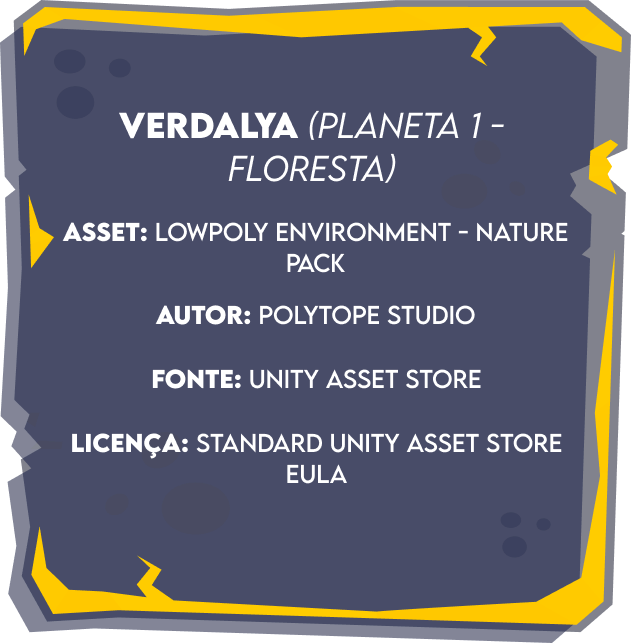 VERDALYA (PLANETA 1 -
FLORESTA)
ASSET: LOWPOLY ENVIRONMENT - NATURE
PACK
AUTOR: POLYTOPE STUDIO
FONTE: UNITY ASSET STORE
LICENÇA: STANDARD UNITY ASSET STORE
EULA